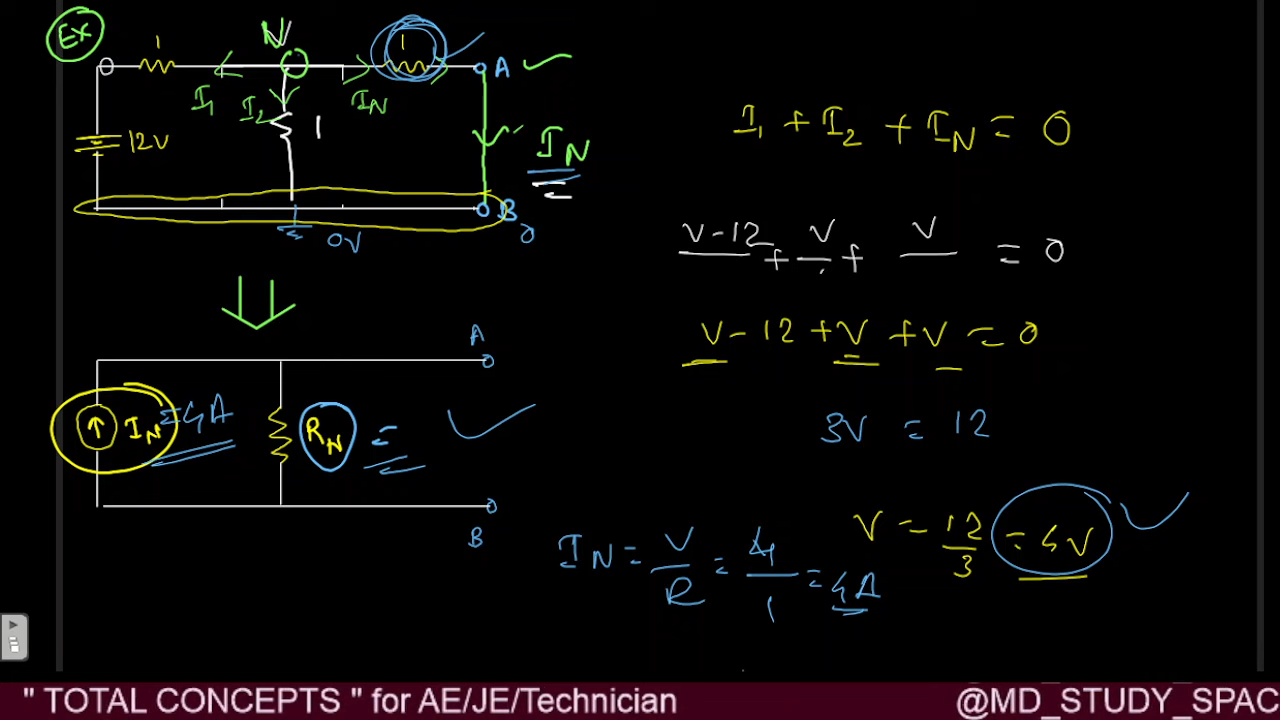 EX
N
1
1
A
I1
I2
IN
1
12V
IN
B
0V
I1 + I2 + IN = 0
V-12 + V + V = 0
V - 12 + V + V = 0
3V = 12
V = 12/3 = 4V
IN = V/R = 4/1 = 4A
A
IN = 4A
RN =
B
" TOTAL CONCEPTS " for AE/JE/Technician
@MD_STUDY_SPAC